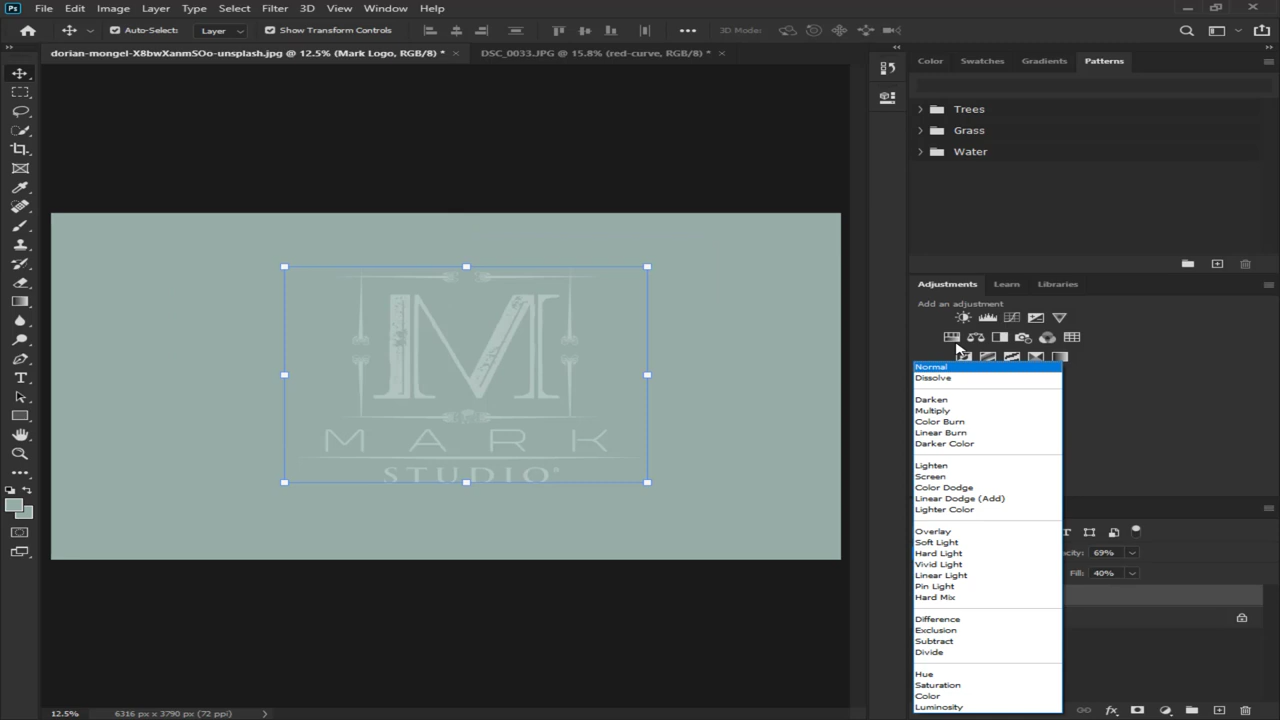 Ps File Edit Image Layer Type Select Filter 3D View Window Help
Auto-Select: Layer Show Transform Controls 3D Mode:
dorian-mongel-X8bwXanmSOo-unsplash.jpg @ 12.5% (Mark Logo, RGB/8) * × DSC_0033.JPG @ 15.8% (red-curve, RGB/8) * ×
Color Swatches Gradients Patterns
Trees
Grass
Water
M
MARK
STUDIO
Adjustments Learn Libraries
Add an adjustment
Normal
Dissolve
Darken
Multiply
Color Burn
Linear Burn
Darker Color
Lighten
Screen
Color Dodge
Linear Dodge (Add)
Lighter Color
Overlay
Soft Light
Hard Light
Vivid Light
Linear Light
Pin Light
Hard Mix
Difference
Exclusion
Subtract
Divide
Hue
Saturation
Color
Luminosity
acity: 69%
Fill: 40%
12.5% 6316 px x 3790 px (72 ppi)